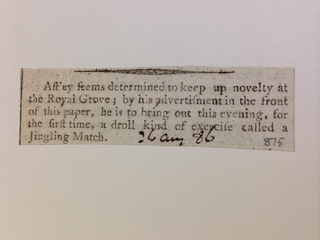 Astley seems determined to keep up novelty at
the Royal Grove; by his advertisment in the front
of this paper, he is to bring out this evening, for
the first time, a droll kind of exercise called a
Jingling Match. 26 aug 86 875